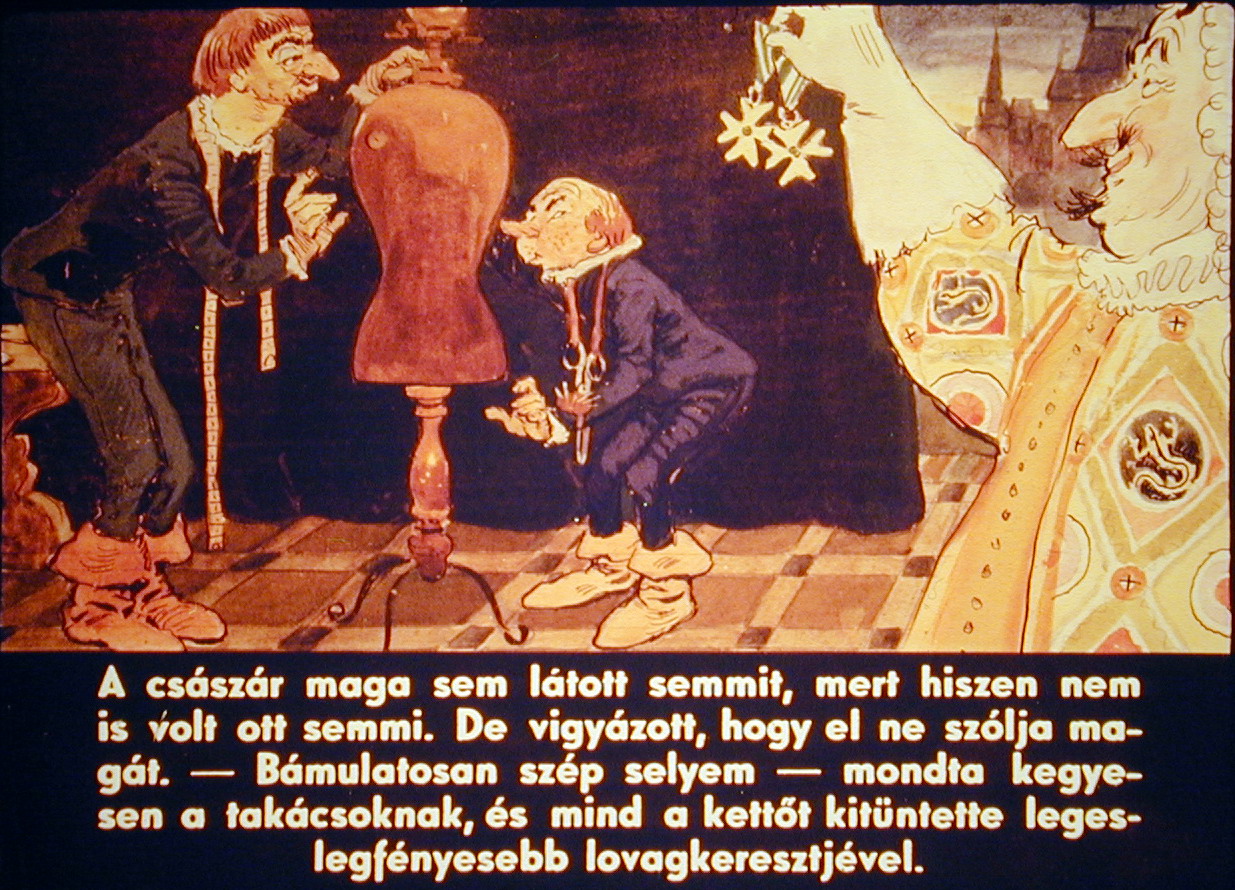 A császár maga sem látott semmit, mert hiszen nem
is volt ott semmi. De vigyázott, hogy el ne szólja ma-
gát. — Bámulatosan szép selyem — mondta kegye-
sen a takácsoknak, és mind a kettőt kitüntette leges-
legfényesebb lovagkeresztjével.